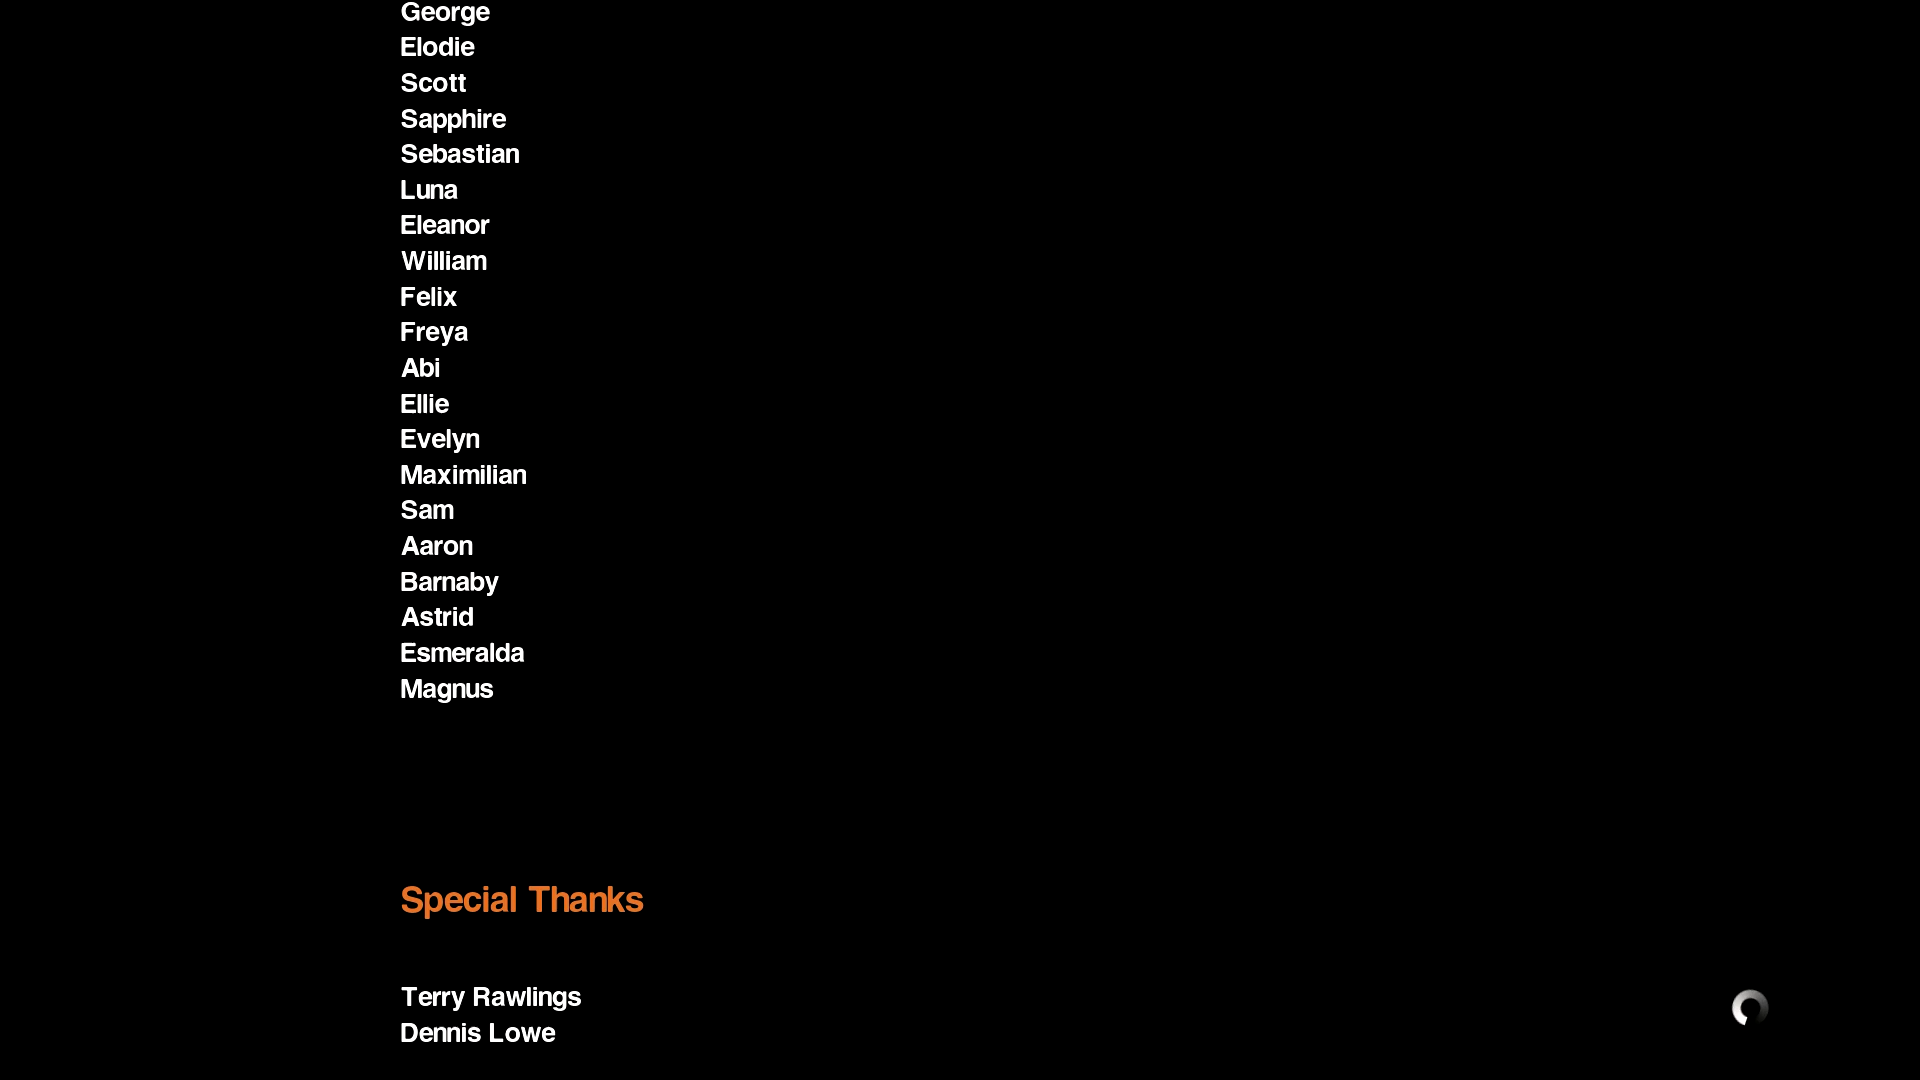 George
Elodie
Scott
Sapphire
Sebastian
Luna
Eleanor
William
Felix
Freya
Abi
Ellie
Evelyn
Maximilian
Sam
Aaron
Barnaby
Astrid
Esmeralda
Magnus
Special Thanks
Terry Rawlings
Dennis Lowe